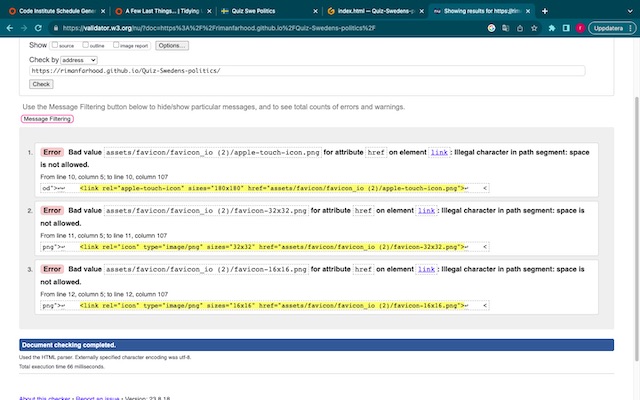 Code Institute Schedule Gener
A Few Last Things... | Tidying
Quiz Swe Politics
index.html — Quiz-Swedens-p
Showing results for https://ri
https://validator.w3.org/nu/?doc=https%3A%2F%2Frimanfarhood.github.io%2FQuiz-Swedens-politics%2F
Uppdatera
Show source outline image report Options...
Check by address
https://rimanfarhood.github.io/Quiz-Swedens-politics/
Check
Use the Message Filtering button below to hide/show particular messages, and to see total counts of errors and warnings.
Message Filtering
1. Error Bad value assets/favicon/favicon_io (2)/apple-touch-icon.png for attribute href on element link: Illegal character in path segment: space
is not allowed.
From line 10, column 5; to line 10, column 107
od">↩↩ <link rel="apple-touch-icon" sizes="180x180" href="assets/favicon/favicon_io (2)/apple-touch-icon.png">↩ <
2. Error Bad value assets/favicon/favicon_io (2)/favicon-32x32.png for attribute href on element link: Illegal character in path segment: space is
not allowed.
From line 11, column 5; to line 11, column 107
png">↩ <link rel="icon" type="image/png" sizes="32x32" href="assets/favicon/favicon_io (2)/favicon-32x32.png">↩ <
3. Error Bad value assets/favicon/favicon_io (2)/favicon-16x16.png for attribute href on element link: Illegal character in path segment: space is
not allowed.
From line 12, column 5; to line 12, column 107
png">↩ <link rel="icon" type="image/png" sizes="16x16" href="assets/favicon/favicon_io (2)/favicon-16x16.png">↩ <
Document checking completed.
Used the HTML parser. Externally specified character encoding was utf-8.
Total execution time 66 milliseconds.
About this checker • Report an issue • Version: 23.8.18